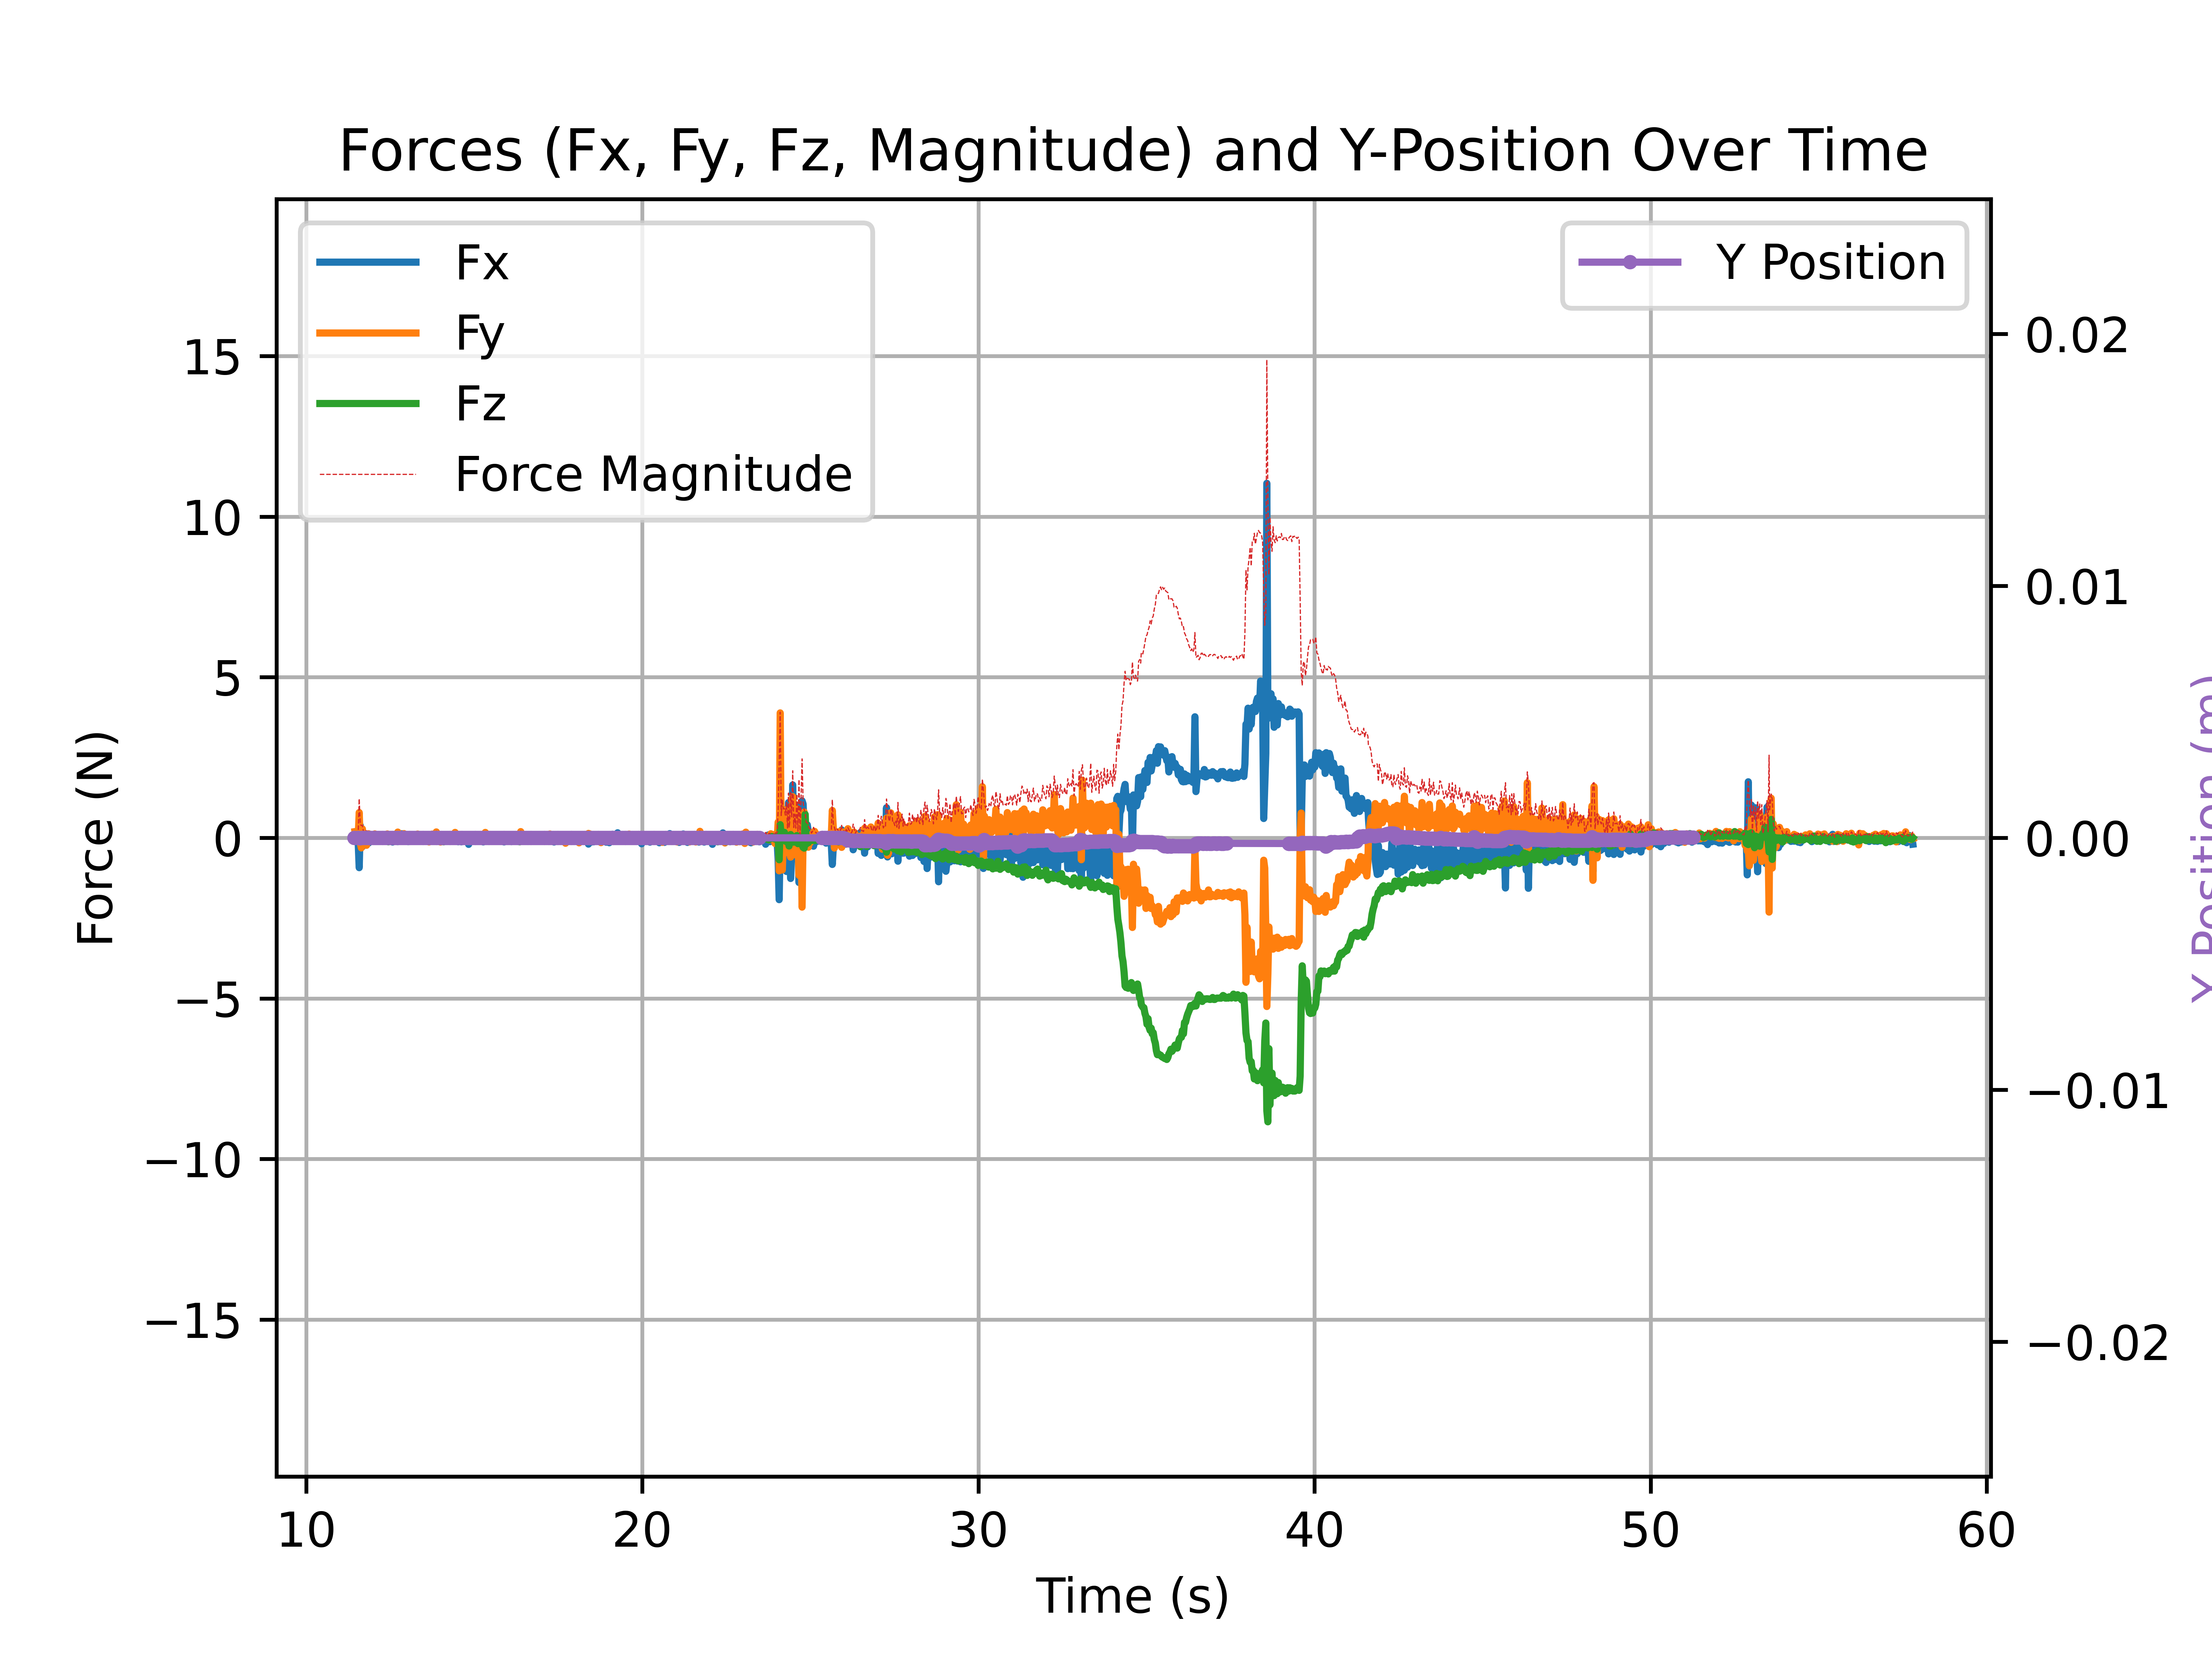 Forces (Fx, Fy, Fz, Magnitude) and Y-Position Over Time
Fx
Fy
Fz
Force Magnitude
Y Position
15
10
5
0
−5
−10
−15
Force (N)
0.02
0.01
0.00
−0.01
−0.02
Y Position (m)
10 20 30 40 50 60
Time (s)